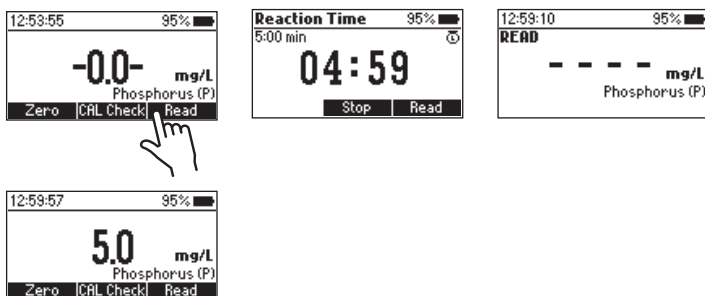 12:53:55 95%
-0.0- mg/L
Phosphorus (P)
Zero CAL Check Read
Reaction Time 95%
5:00 min
04:59
Stop Read
12:59:10 95%
READ
- - - - mg/L
Phosphorus (P)
12:59:57 95%
5.0 mg/L
Phosphorus (P)
Zero CAL Check Read